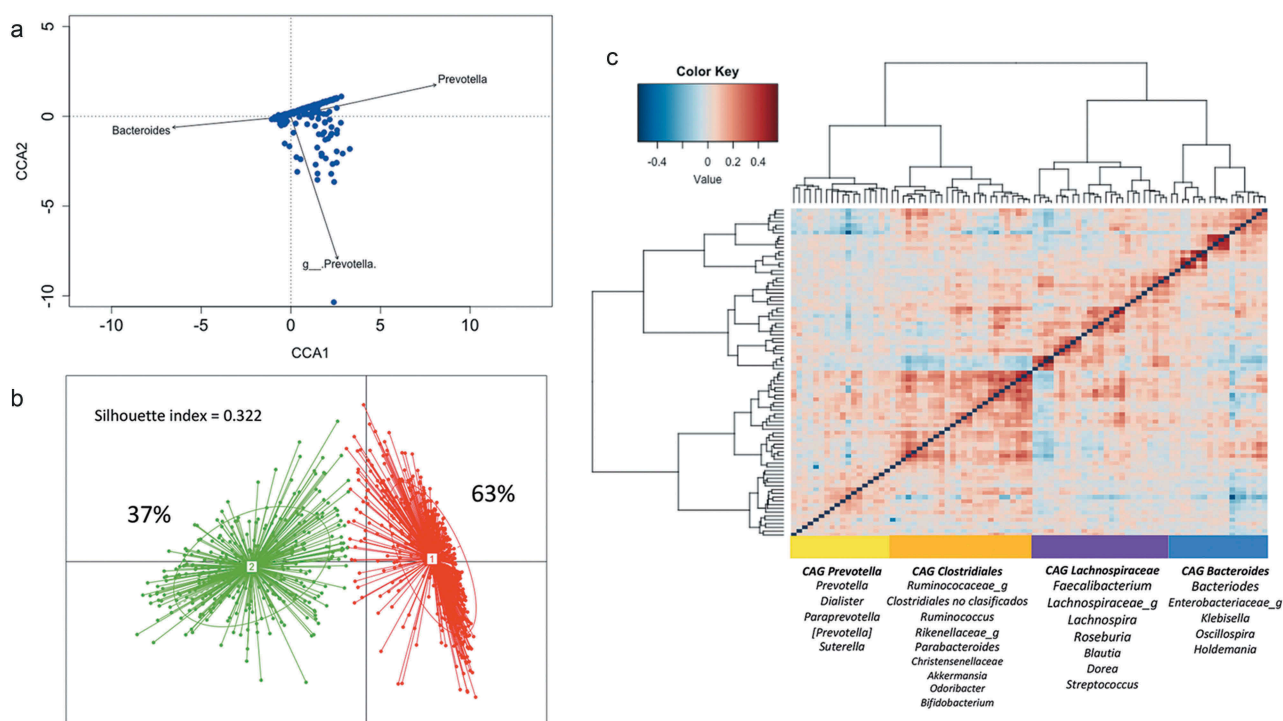 a
5
0
-5
-10
CCA2
Prevotella
Bacteroides
g__.Prevotella.
-10
-5
0
5
10
CCA1
b
Silhouette index = 0.322
37%
63%
2
1
c
Color Key
-0.4
0
0.2
0.4
Value
CAG Prevotella
Prevotella
Dialister
Paraprevotella
[Prevotella]
Suterella
CAG Clostridiales
Ruminococaceae_g
Clostridiales no clasificados
Ruminococcus
Rikenellaceae_g
Parabacteroides
Christensenellaceae
Akkermansia
Odoribacter
Bifidobacterium
CAG Lachnospiraceae
Faecalibacterium
Lachnospiraceae_g
Lachnospira
Roseburia
Blautia
Dorea
Streptococcus
CAG Bacteroides
Bacteriodes
Enterobacteriaceae_g
Klebisella
Oscillospira
Holdemania